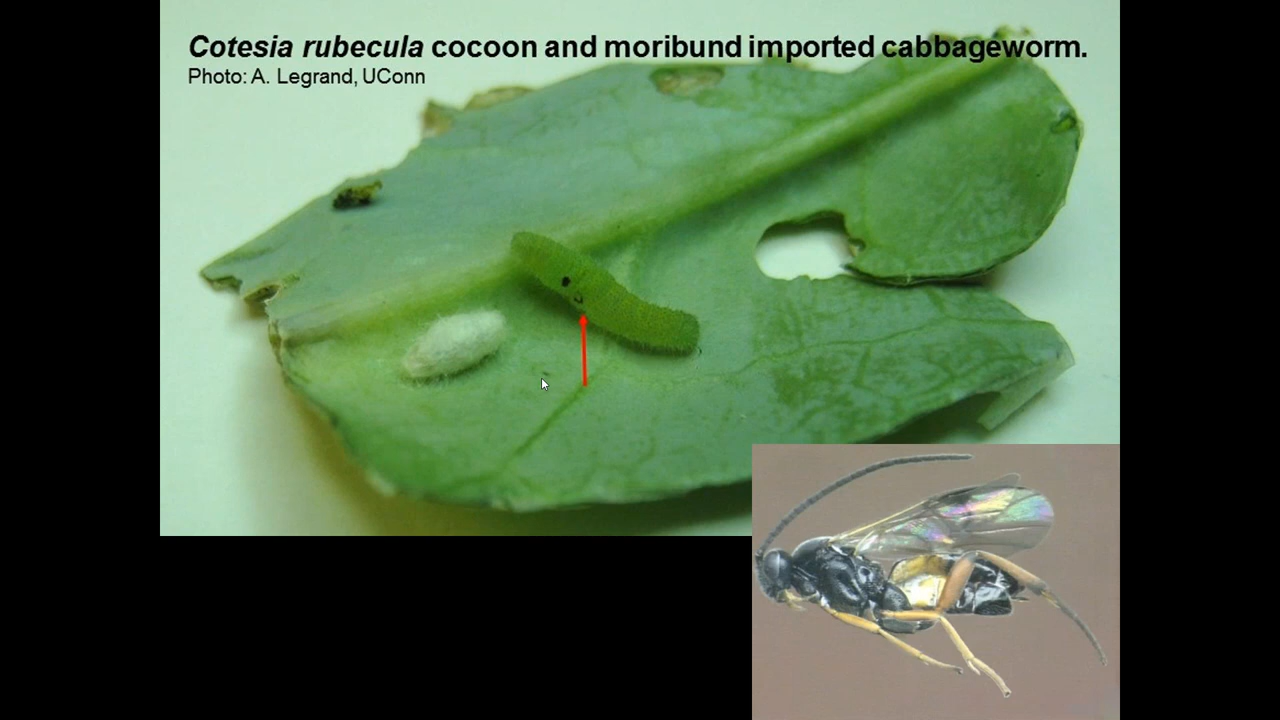 Cotesia rubecula cocoon and moribund imported cabbageworm.
Photo: A. Legrand, UConn